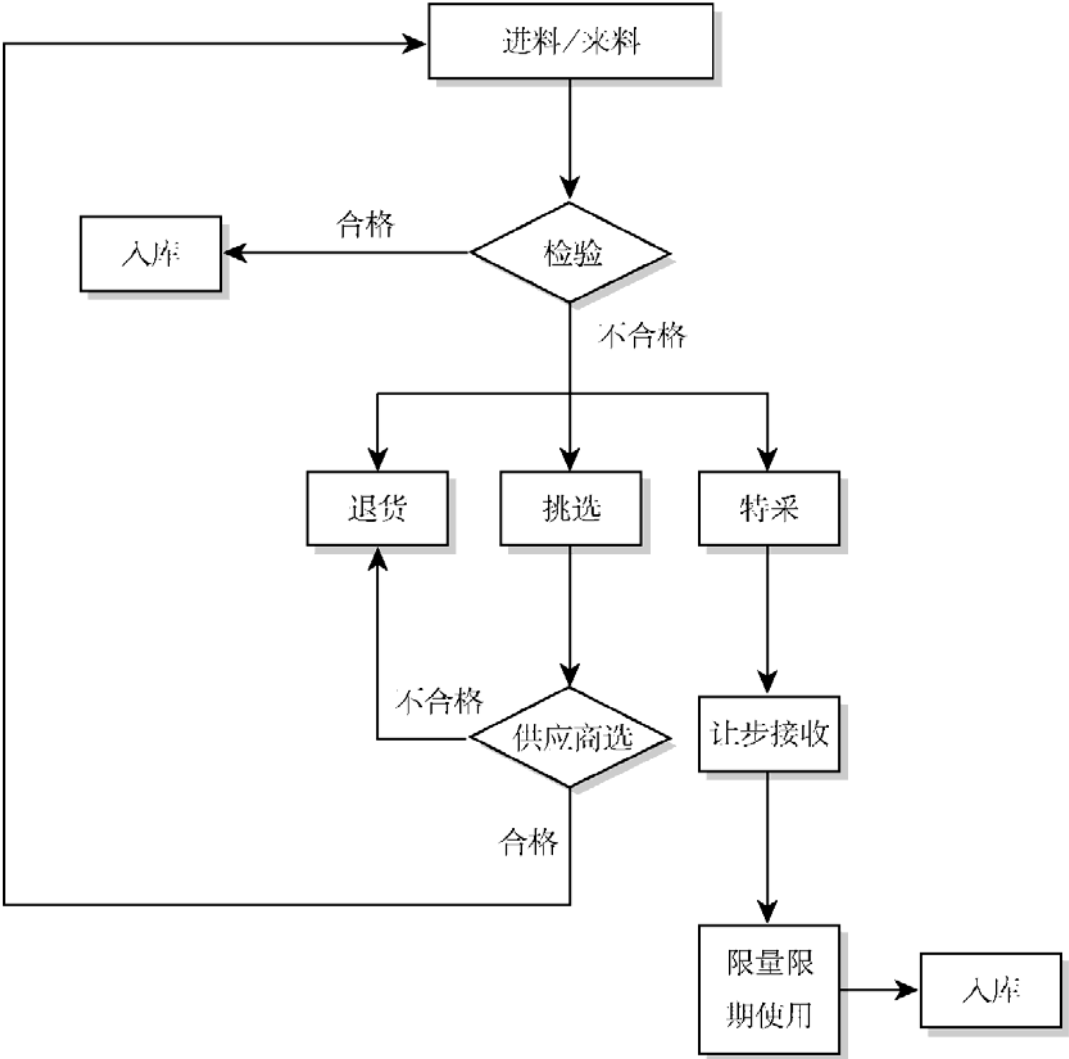 进料/来料
合格
入库
检验
不合格
退货
挑选
特采
不合格
供应商选
让步接收
合格
限量限
期使用
入库